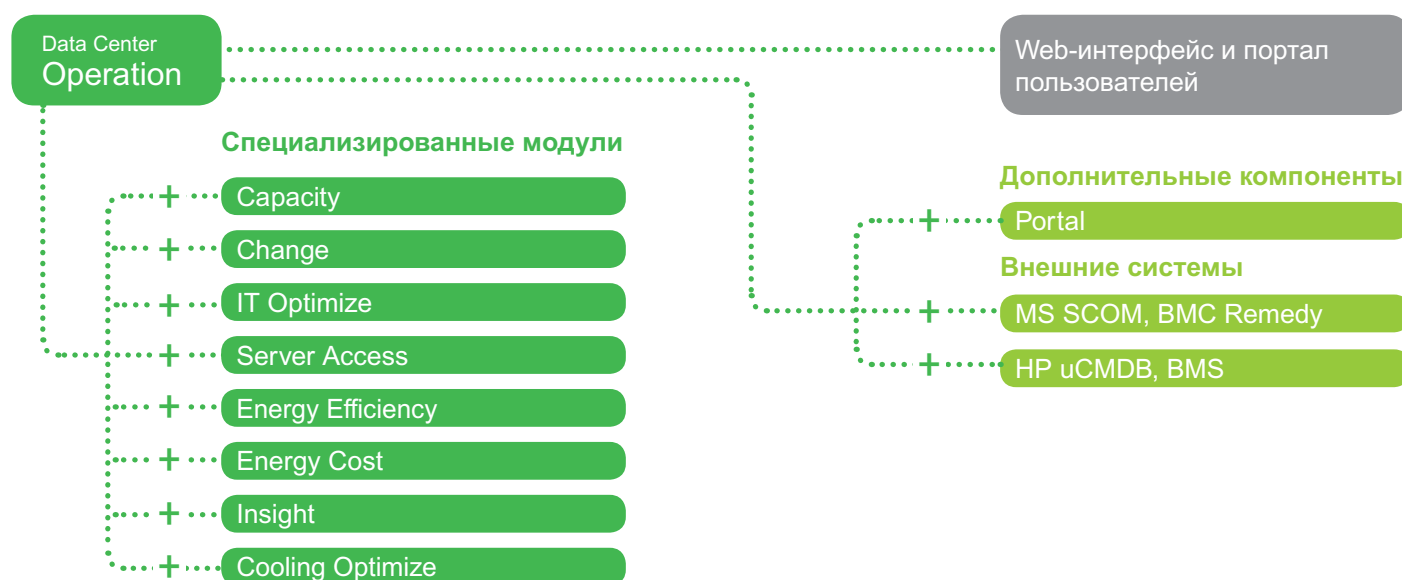 Data Center
Operation
Web-интерфейс и портал
пользователей
Специализированные модули
Capacity
Change
IT Optimize
Server Access
Energy Efficiency
Energy Cost
Insight
Cooling Optimize
Дополнительные компоненты
Portal
Внешние системы
MS SCOM, BMC Remedy
HP uCMDB, BMS